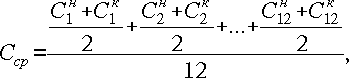 C_ср = ((C_1^н + C_1^к)/2 + (C_2^н + C_2^к)/2 + ... + (C_12^н + C_12^к)/2)/12,